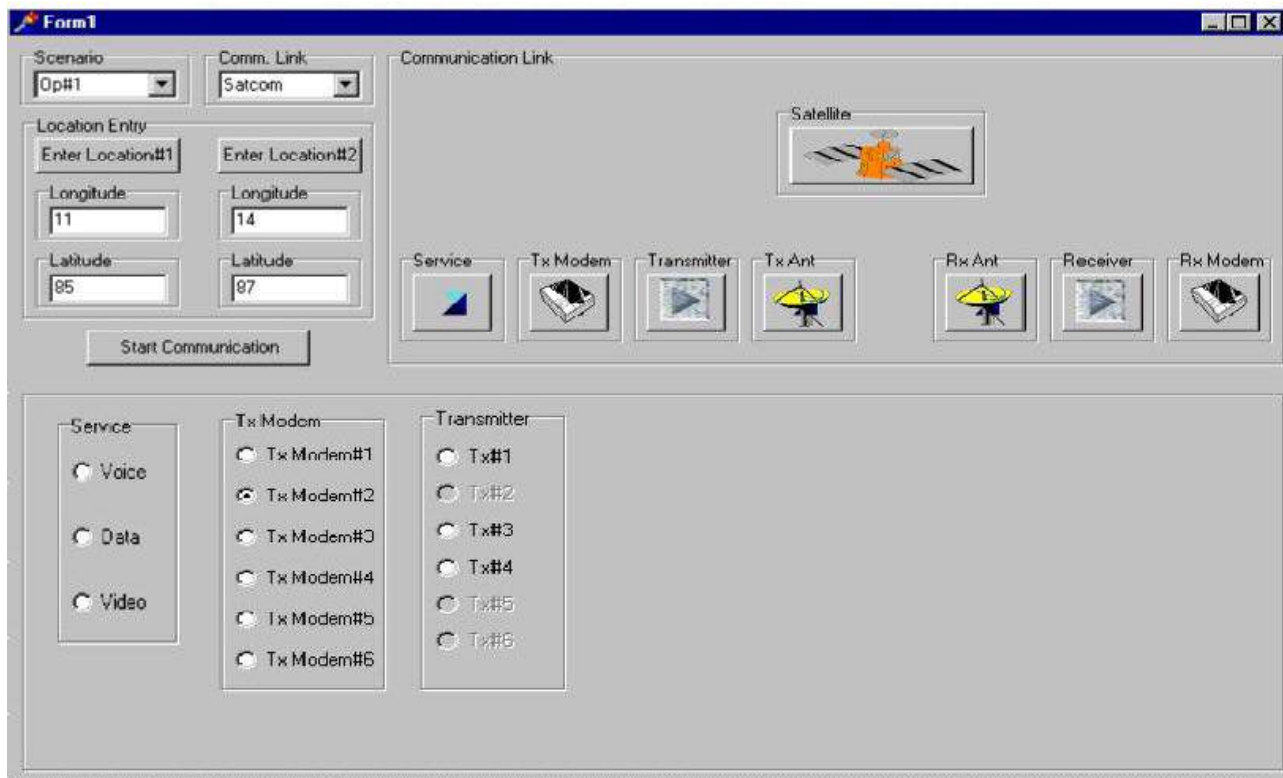 Form1
Scenario
Op#1
Comm. Link
Satcom
Location Entry
Enter Location#1
Enter Location#2
Longitude
11
Longitude
14
Latitude
85
Latitude
87
Start Communication
Communication Link
Satellite
Service
Tx Modem
Transmitter
Tx Ant
Rx Ant
Receiver
Rx Modem
Service
Voice
Data
Video
Tx Modem
Tx Modem#1
Tx Modem#2
Tx Modem#3
Tx Modem#4
Tx Modem#5
Tx Modem#6
Transmitter
Tx#1
Tx#2
Tx#3
Tx#4
Tx#5
Tx#6